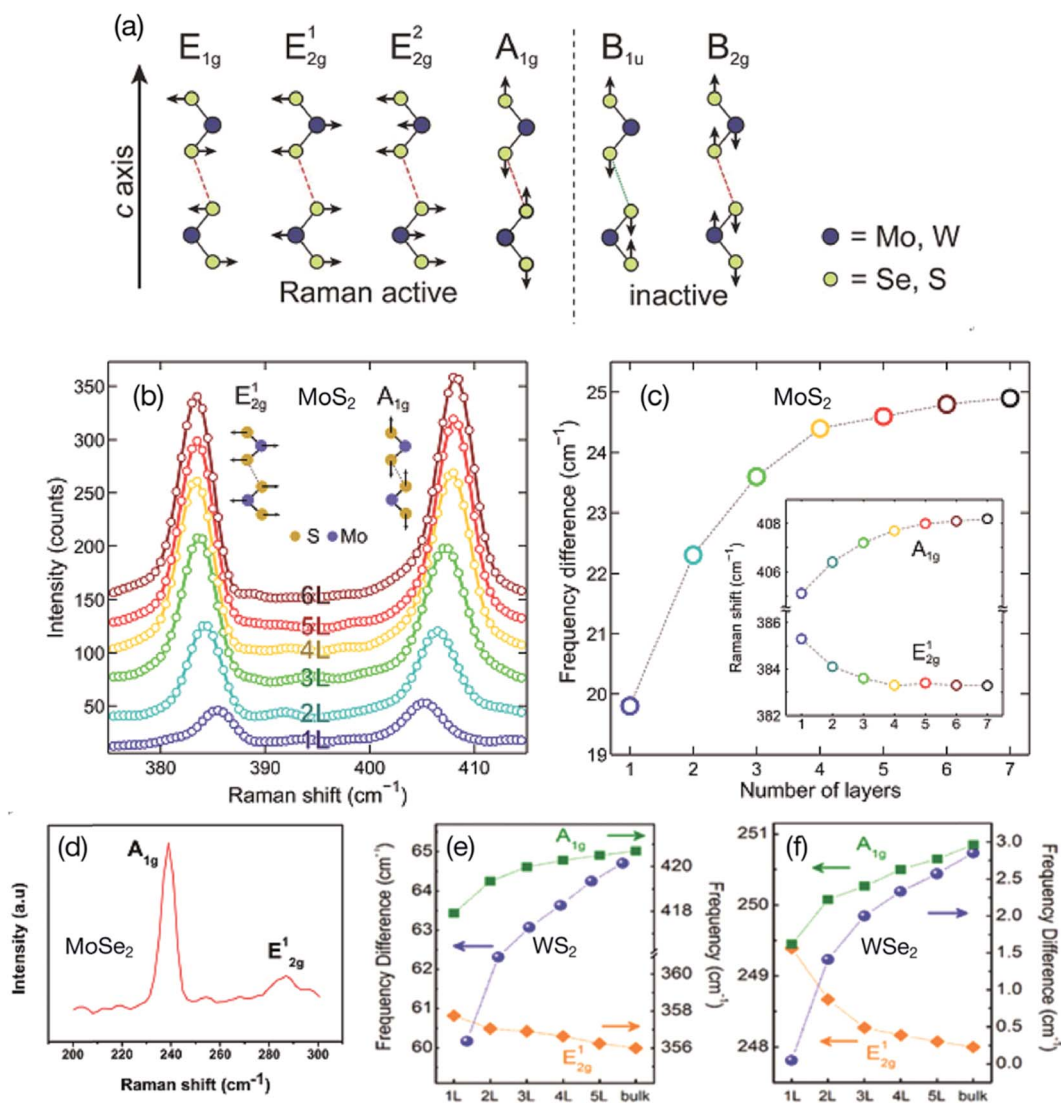 (a)
E1g E¹2g E²2g A1g B1u B2g
c axis
= Mo, W
= Se, S
Raman active
inactive
(b)
E¹2g MoS2 A1g
S Mo
Intensity (counts)
350
300
250
200
150
100
50
6L
5L
4L
3L
2L
1L
380 390 400 410
Raman shift (cm⁻¹)
(c)
MoS2
Frequency difference (cm⁻¹)
25
24
23
22
21
20
19
Raman shift (cm⁻¹)
408
406
386
384
382
A1g
E¹2g
1 2 3 4 5 6 7
1 2 3 4 5 6 7
Number of layers
(d)
A1g
MoSe2
E¹2g
Intensity (a.u)
200 220 240 260 280 300
Raman shift (cm⁻¹)
(e)
A1g
WS2
E¹2g
Frequency Difference (cm⁻¹)
65
64
63
62
61
60
Frequency (cm⁻¹)
420
418
360
358
356
1L 2L 3L 4L 5L bulk
(f)
A1g
WSe2
E¹2g
251
250
249
248
Frequency Difference (cm⁻¹)
3.0
2.5
2.0
1.5
1.0
0.5
0.0
1L 2L 3L 4L 5L bulk